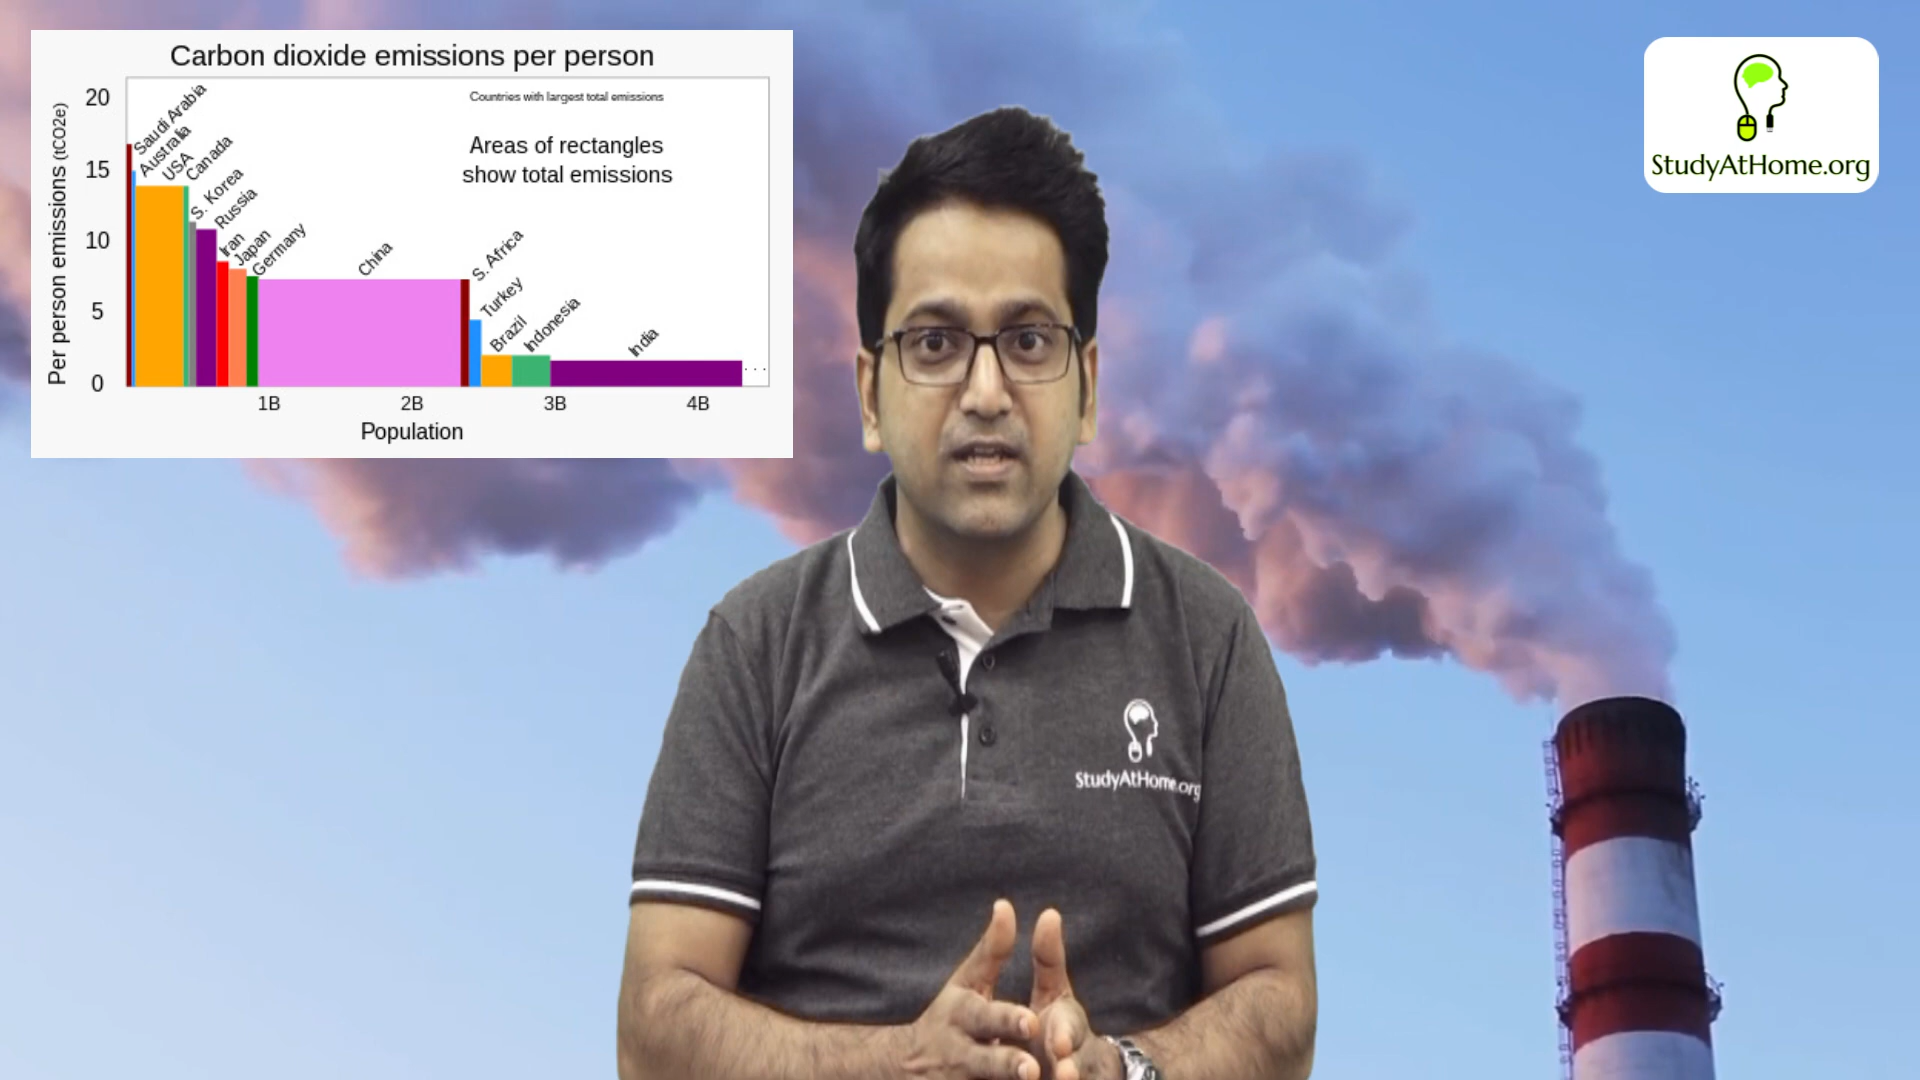 Carbon dioxide emissions per person
Countries with largest total emissions
Areas of rectangles
show total emissions
Per person emissions (tCO2e)
20
15
10
5
0
Saudi Arabia
Australia
USA
Canada
S. Korea
Russia
Iran
Japan
Germany
China
S. Africa
Turkey
Brazil
Indonesia
India
. . .
1B
2B
3B
4B
Population
StudyAtHome.org
StudyAtHome.org